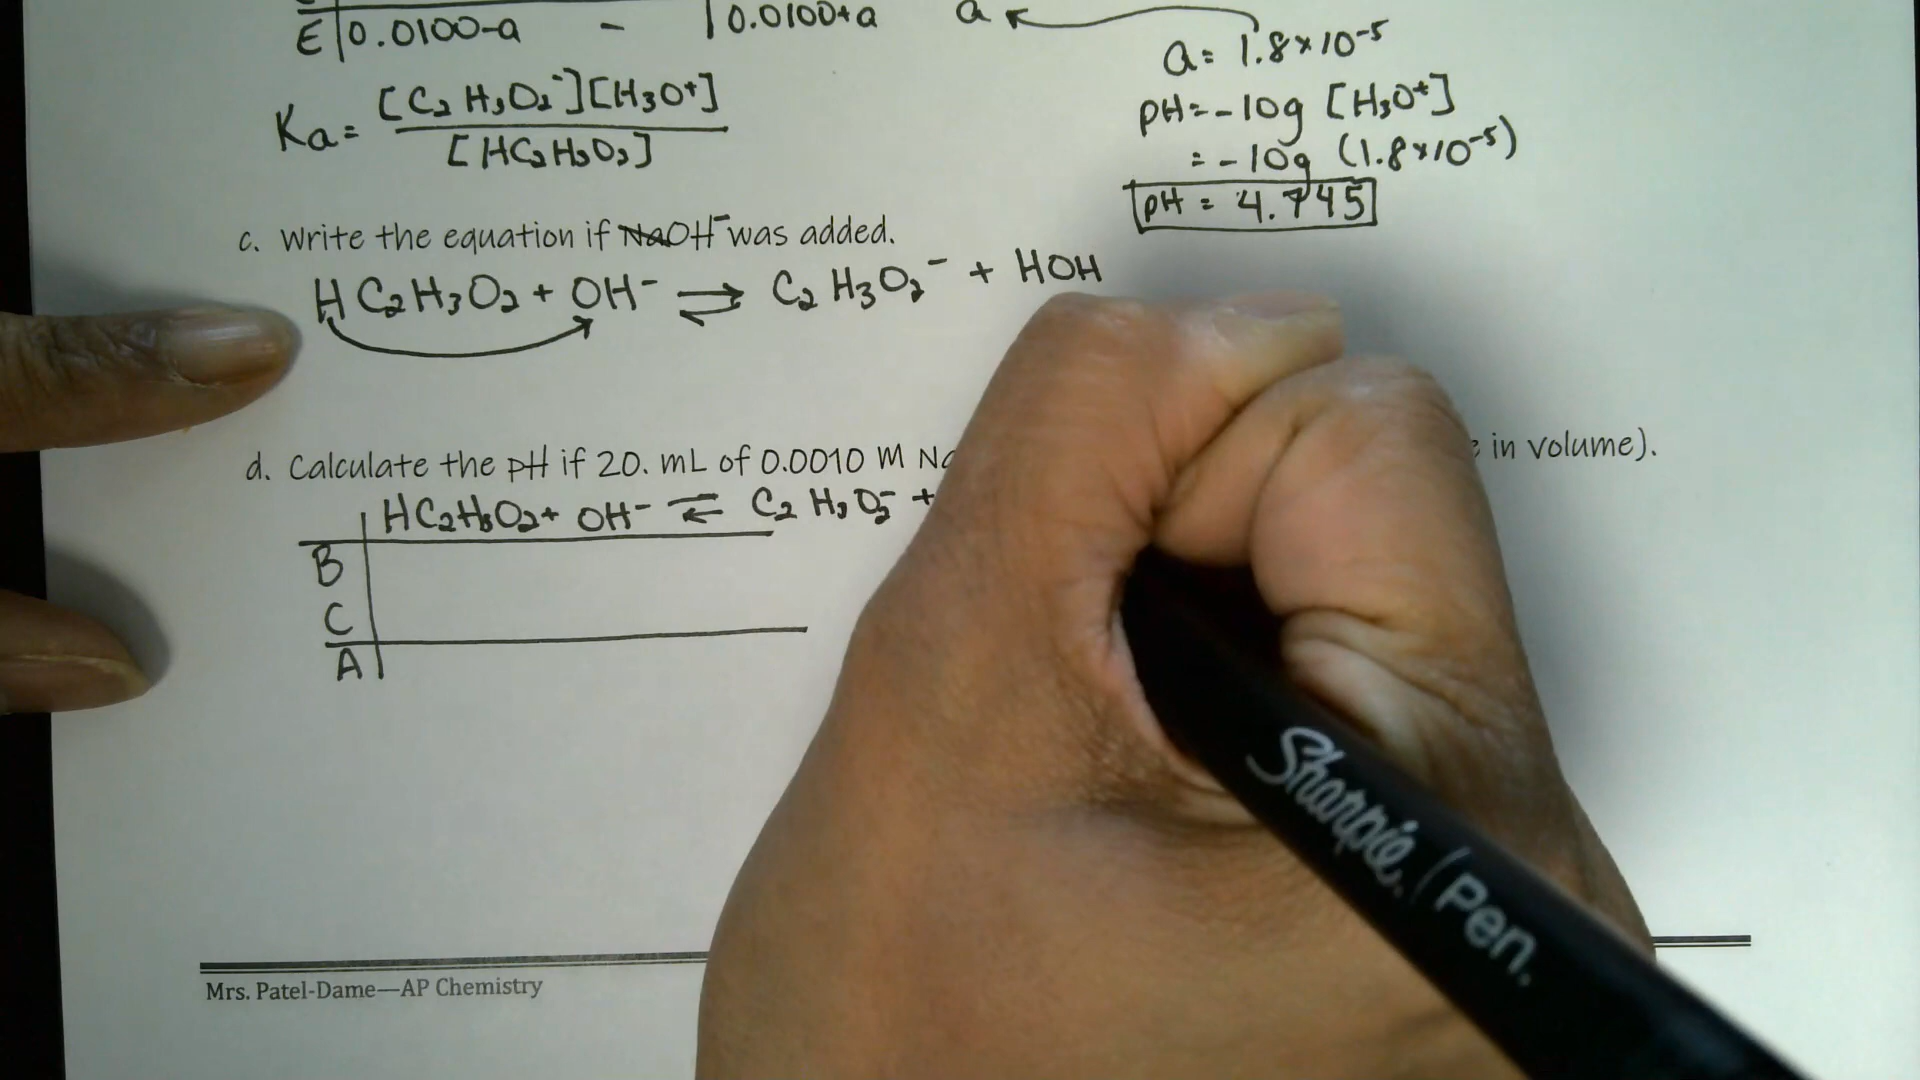 E 0.0100-a - 0.0100+a a
a = 1.8×10⁻⁵
Ka = [C₂H₃O₂⁻][H₃O⁺] / [HC₂H₃O₂]
pH = -log [H₃O⁺]
= -log (1.8×10⁻⁵)
pH = 4.745
c. Write the equation if NaOH⁻ was added.
HC₂H₃O₂ + OH⁻ ⇌ C₂H₃O₂⁻ + HOH
d. Calculate the pH if 20. mL of 0.0010 M in volume).
HC₂H₃O₂ + OH⁻ ⇌ C₂H₃O₂⁻ +
B
C
A
Mrs. Patel-Dame—AP Chemistry
Sharpie. (Pen.